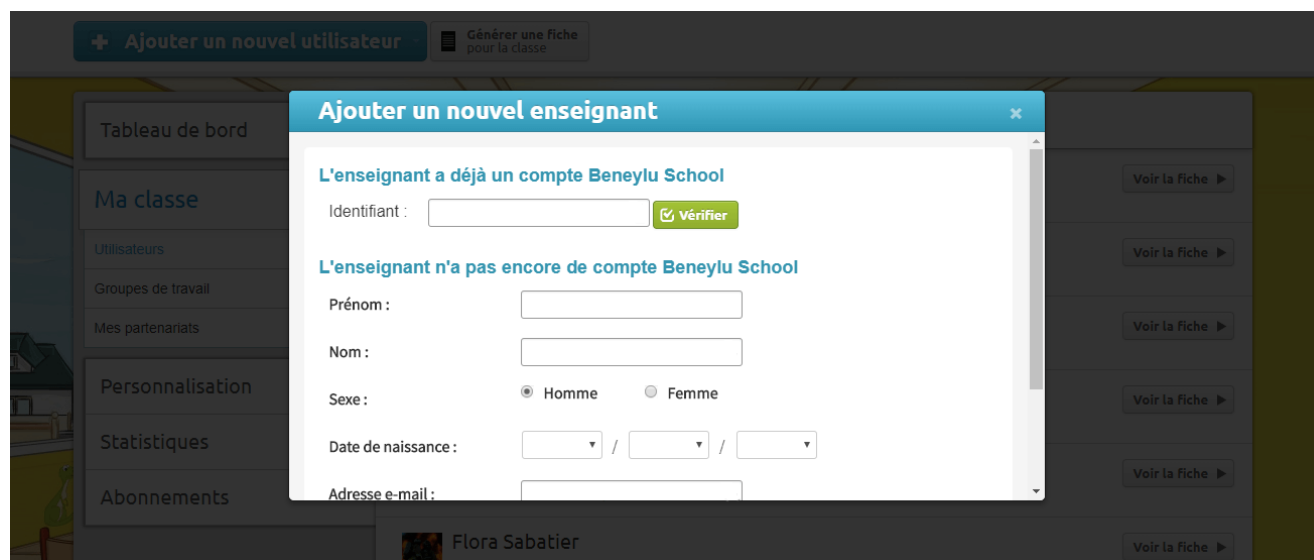 Ajouter un nouvel utilisateur
Générer une fiche
pour la classe
Tableau de bord
Ma classe
Utilisateurs
Groupes de travail
Mes partenariats
Personnalisation
Statistiques
Abonnements
Ajouter un nouvel enseignant
L'enseignant a déjà un compte Beneylu School
Identifiant :
Vérifier
L'enseignant n'a pas encore de compte Beneylu School
Prénom :
Nom :
Sexe :
Homme
Femme
Date de naissance :
/
/
Adresse e-mail :
Voir la fiche
Voir la fiche
Voir la fiche
Voir la fiche
Voir la fiche
Flora Sabatier
Voir la fiche